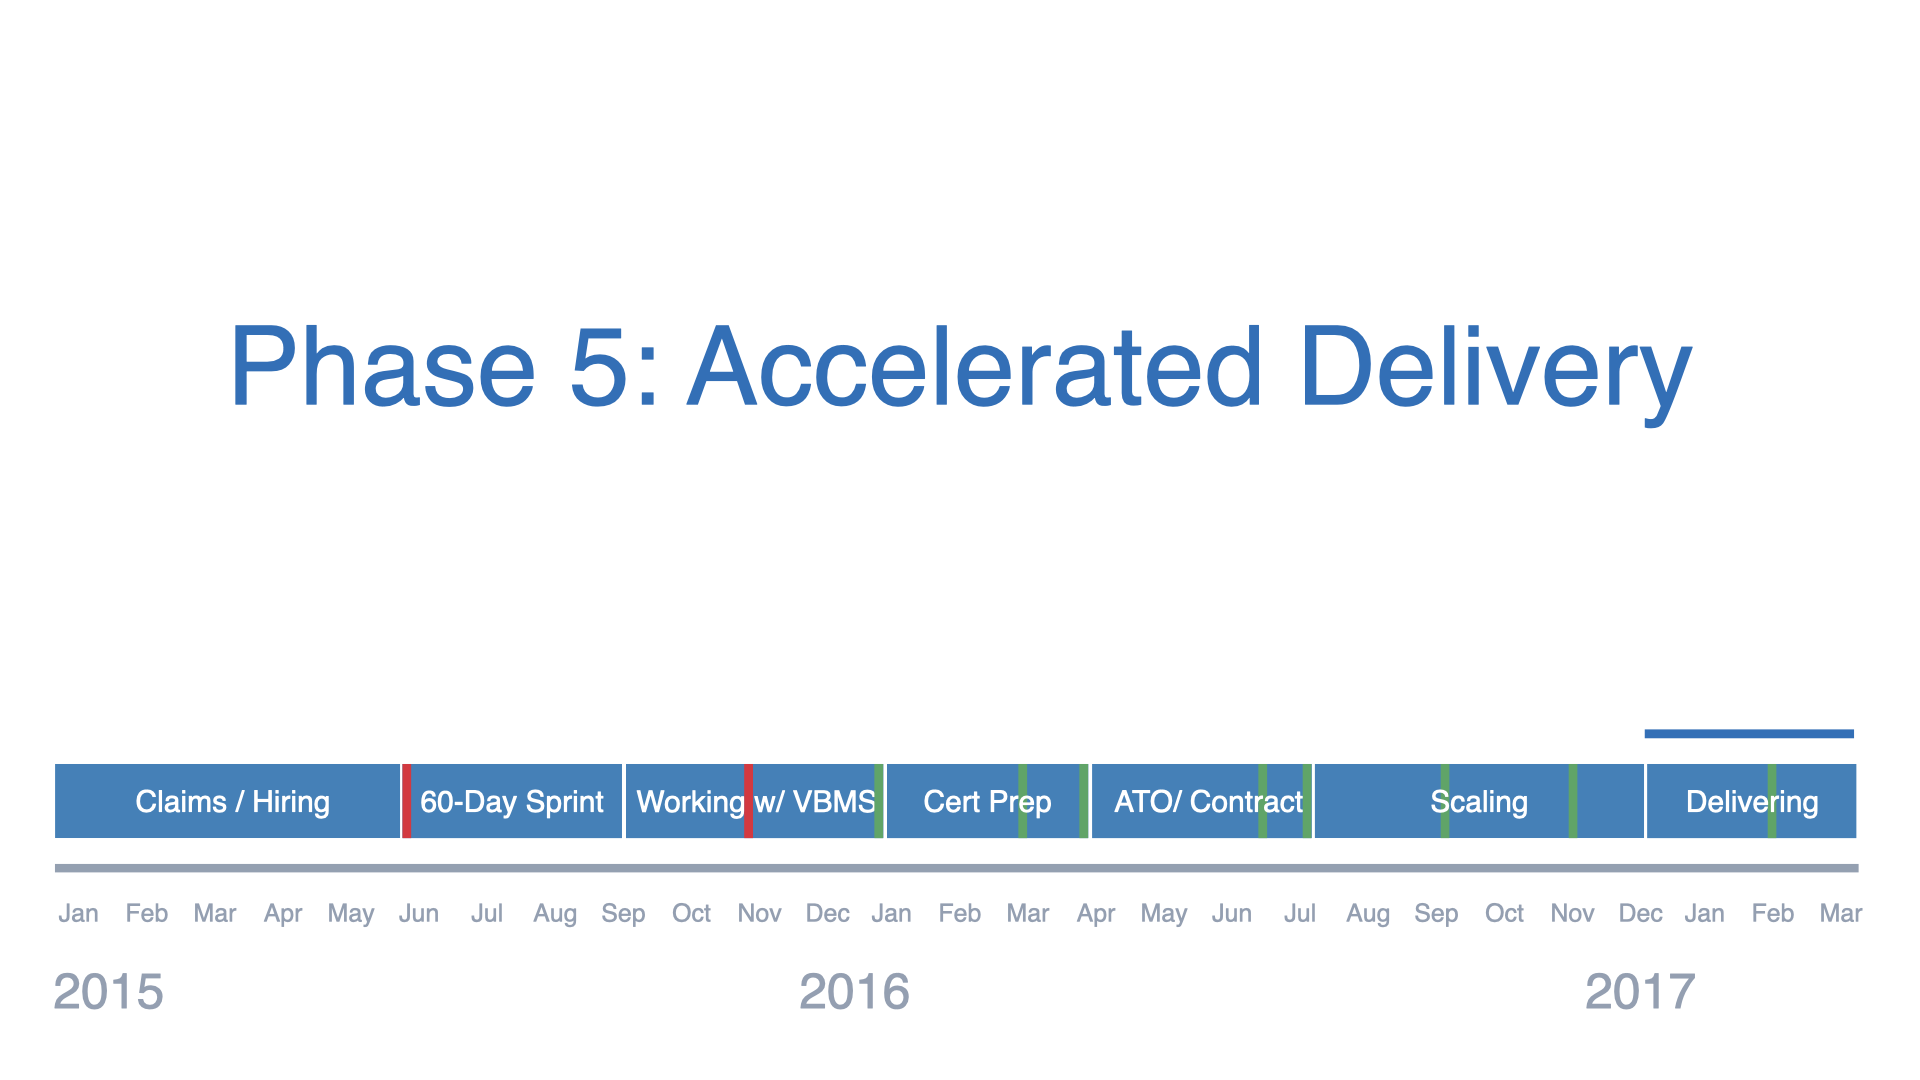 Phase 5: Accelerated Delivery
Claims / Hiring 60-Day Sprint Working w/ VBMS Cert Prep ATO/ Contract Scaling Delivering
Jan Feb Mar Apr May Jun Jul Aug Sep Oct Nov Dec Jan Feb Mar Apr May Jun Jul Aug Sep Oct Nov Dec Jan Feb Mar
2015 2016 2017